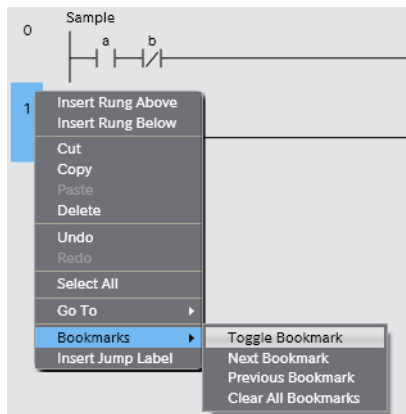 0
Sample
a b
1
Insert Rung Above
Insert Rung Below
Cut
Copy
Paste
Delete
Undo
Redo
Select All
Go To
Bookmarks
Insert Jump Label
Toggle Bookmark
Next Bookmark
Previous Bookmark
Clear All Bookmarks